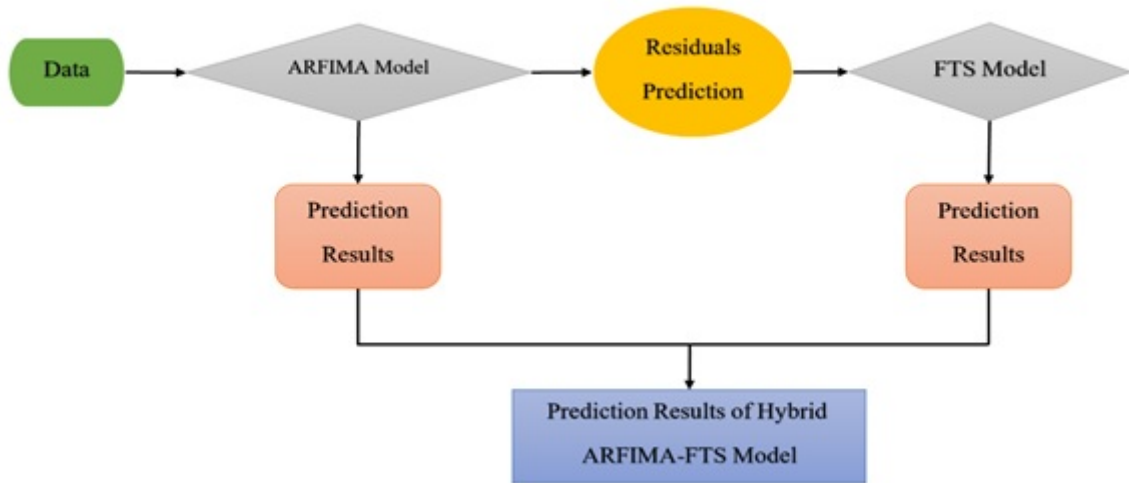 Data
ARFIMA Model
Residuals
Prediction
FTS Model
Prediction
Results
Prediction
Results
Prediction Results of Hybrid
ARFIMA-FTS Model